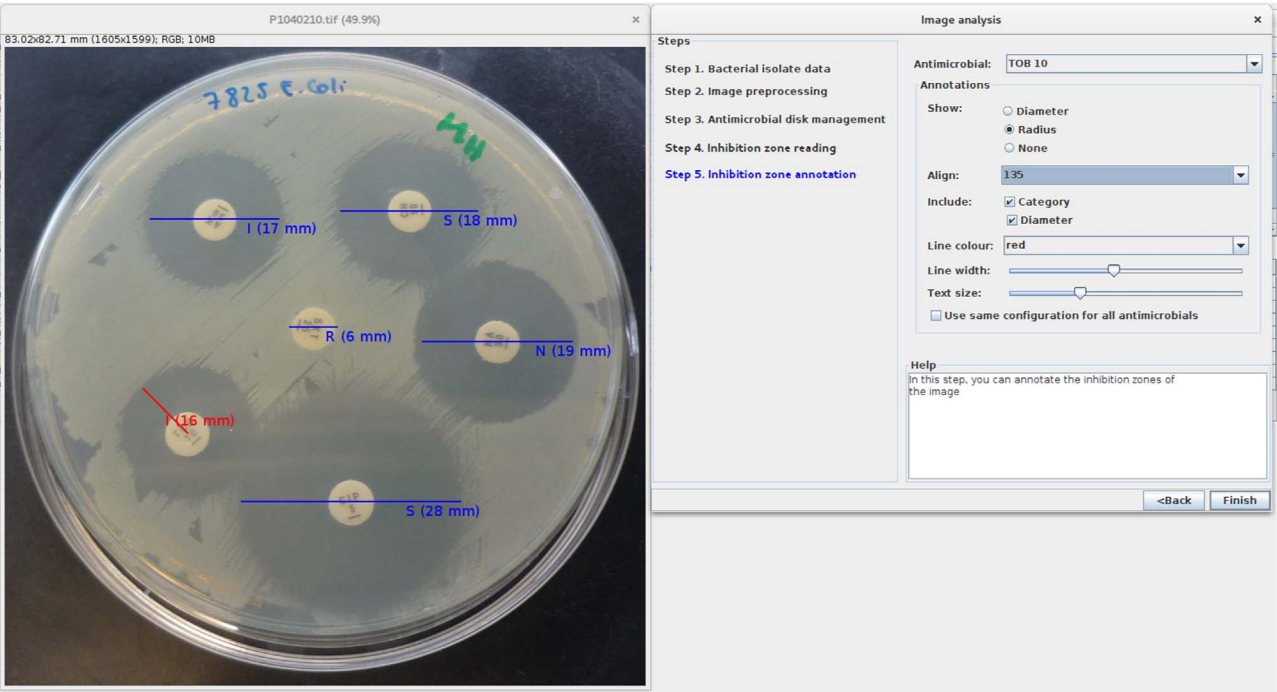 P1040210.tif (49.9%)
×
83.02x82.71 mm (1605x1599); RGB; 10MB
7825 E. Coli
MH
I (17 mm)
S (18 mm)
R (6 mm)
N (19 mm)
I (16 mm)
CIP
5
S (28 mm)
Image analysis
×
Steps
Step 1. Bacterial isolate data
Step 2. Image preprocessing
Step 3. Antimicrobial disk management
Step 4. Inhibition zone reading
Step 5. Inhibition zone annotation
Antimicrobial: TOB 10
Annotations
Show:
Diameter
Radius
None
Align: 135
Include:
Category
Diameter
Line colour: red
Line width:
Text size:
Use same configuration for all antimicrobials
Help
In this step, you can annotate the inhibition zones of
the image
<Back
Finish